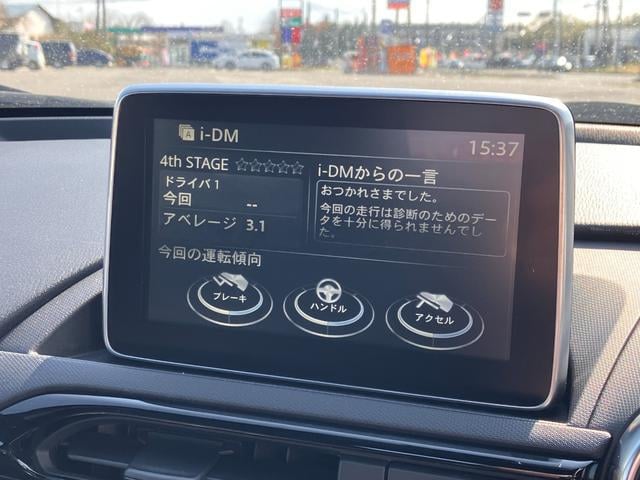 i-DM
15:37
4th STAGE
i-DMからの一言
ドライバ1
今回 --
アベレージ 3.1
おつかれさまでした。
今回の走行は診断のためのデー
タを十分に得られませんでし
た。
今回の運転傾向
ブレーキ
ハンドル
アクセル